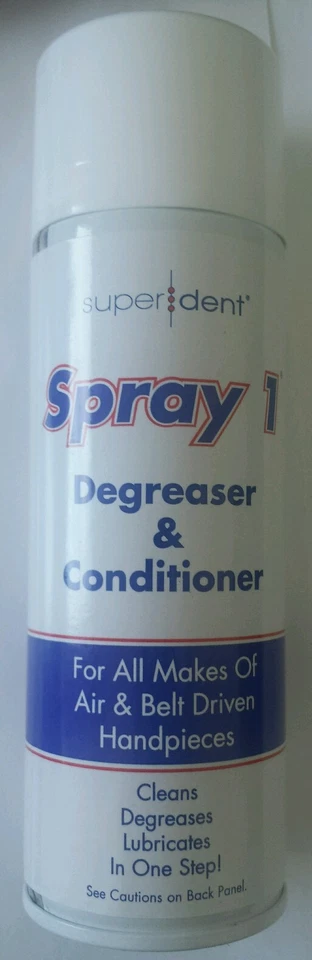 super dent®
Spray 1
Degreaser
&
Conditioner
For All Makes Of
Air & Belt Driven
Handpieces
Cleans
Degreases
Lubricates
In One Step!
See Cautions on Back Panel.